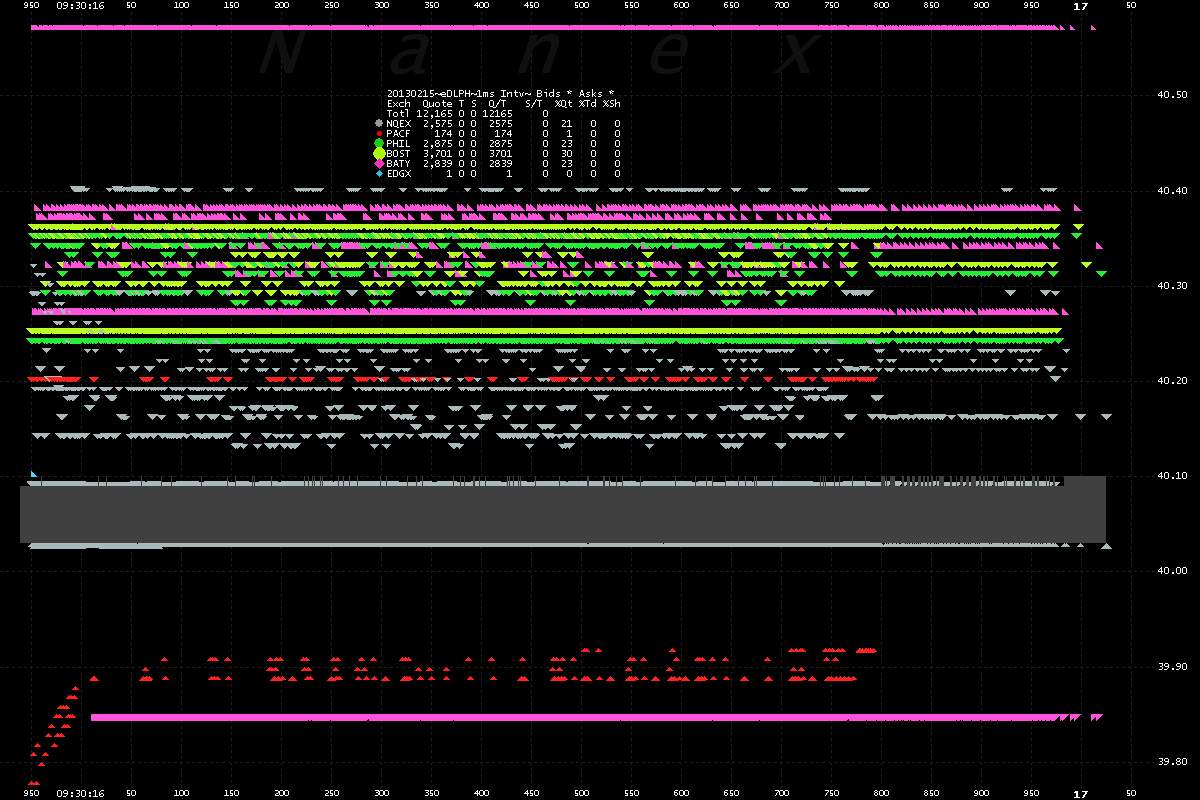 950 09:30:16 50 100 150 200 250 300 350 400 450 500 550 600 650 700 750 800 850 900 950 17 50
N a n e x
20130215~eDLPH~1ms Intv~ Bids * Asks *
Exch Quote T S Q/T S/T %Qt %Td %Sh
Totl 12,165 0 0 12165 0
NQEX 2,575 0 0 2575 0 21 0 0
PACF 174 0 0 174 0 1 0 0
PHIL 2,875 0 0 2875 0 23 0 0
BOST 3,701 0 0 3701 0 30 0 0
BATY 2,839 0 0 2839 0 23 0 0
EDGX 1 0 0 1 0 0 0 0
40.50
40.40
40.30
40.20
40.10
40.00
39.90
39.80
950 09:30:16 50 100 150 200 250 300 350 400 450 500 550 600 650 700 750 800 850 900 950 17 50